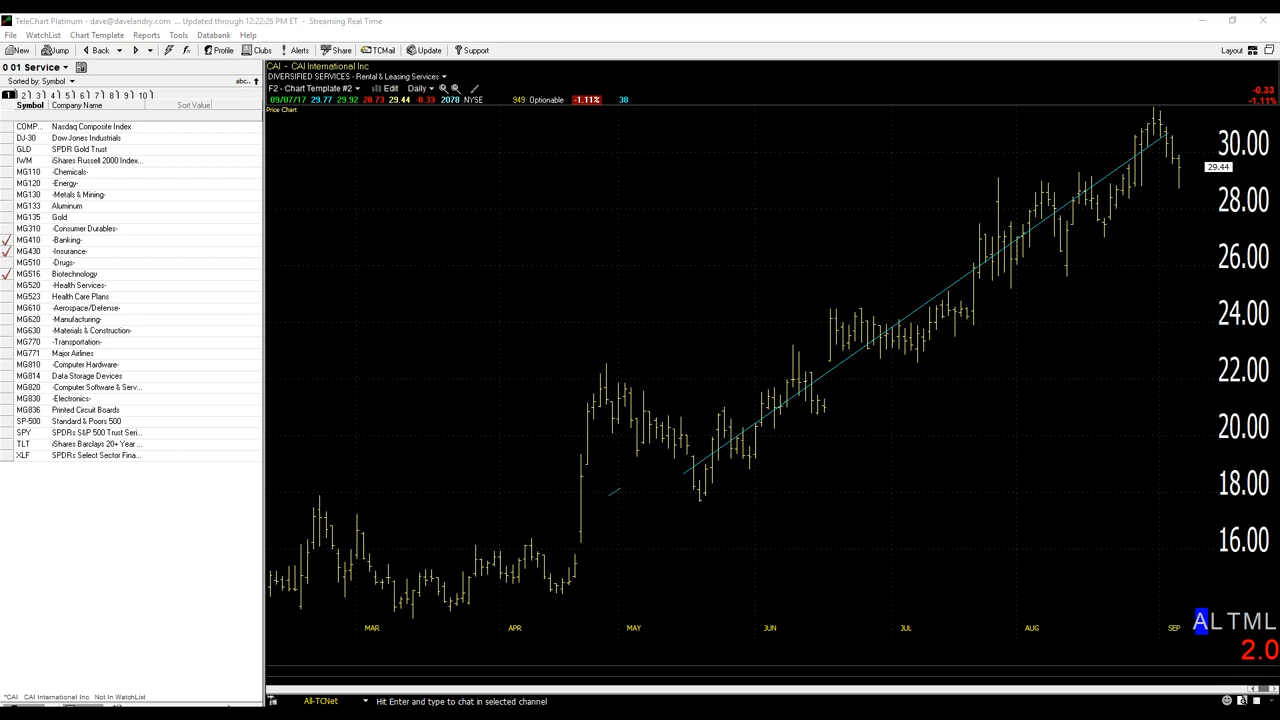 TeleChart Platinum - dave@davelandry.com ... Updated through 12:22:26 PM ET - Streaming Real Time
File WatchList Chart Template Reports Tools Databank Help
New Jump Back Profile Clubs Alerts Share TCMail Update Support Layout
0 01 Service
Sorted by: Symbol abc..
1 2 3 4 5 6 7 8 9 10
Symbol Company Name Sort Value
COMP... Nasdaq Composite Index
DJ-30 Dow Jones Industrials
GLD SPDR Gold Trust
IWM iShares Russell 2000 Index...
MG110 -Chemicals-
MG120 -Energy-
MG130 -Metals & Mining-
MG133 Aluminum
MG135 Gold
MG310 -Consumer Durables-
MG410 -Banking-
MG430 -Insurance-
MG510 -Drugs-
MG516 Biotechnology
MG520 -Health Services-
MG523 Health Care Plans
MG610 -Aerospace/Defense-
MG620 -Manufacturing-
MG630 -Materials & Construction-
MG770 -Transportation-
MG771 Major Airlines
MG810 -Computer Hardware-
MG814 Data Storage Devices
MG820 -Computer Software & Serv...
MG830 -Electronics-
MG836 Printed Circuit Boards
SP-500 Standard & Poors 500
SPY SPDRs S&P 500 Trust Seri...
TLT iShares Barclays 20+ Year ...
XLF SPDRs Select Sector Fina...
*CAI CAI International Inc Not In WatchList
CAI - CAI International Inc
DIVERSIFIED SERVICES - Rental & Leasing Services
F2 - Chart Template #2 Edit Daily
09/07/17 29.77 29.92 28.73 29.44 -0.33 2078 NYSE 949 Optionable -1.11% 38
-0.33
-1.11%
Price Chart
30.00
29.44
28.00
26.00
24.00
22.00
20.00
18.00
16.00
MAR APR MAY JUN JUL AUG SEP
ALTML
2.0
All-TCNet Hit Enter and type to chat in selected channel